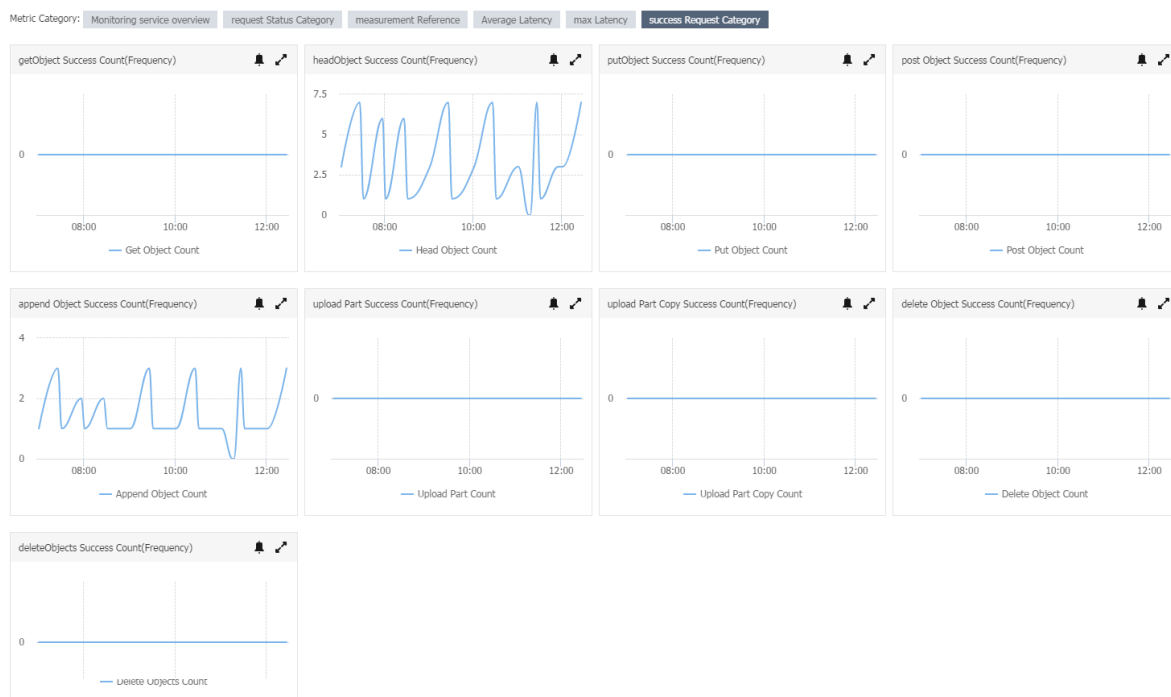 Metric Category: Monitoring service overview request Status Category measurement Reference Average Latency max Latency success Request Category
getObject Success Count(Frequency)
0
08:00 10:00 12:00
Get Object Count
headObject Success Count(Frequency)
7.5
5
2.5
0
08:00 10:00 12:00
Head Object Count
putObject Success Count(Frequency)
0
08:00 10:00 12:00
Put Object Count
post Object Success Count(Frequency)
0
08:00 10:00 12:00
Post Object Count
append Object Success Count(Frequency)
4
2
0
08:00 10:00 12:00
Append Object Count
upload Part Success Count(Frequency)
0
08:00 10:00 12:00
Upload Part Count
upload Part Copy Success Count(Frequency)
0
08:00 10:00 12:00
Upload Part Copy Count
delete Object Success Count(Frequency)
0
08:00 10:00 12:00
Delete Object Count
deleteObjects Success Count(Frequency)
0
Delete Objects Count